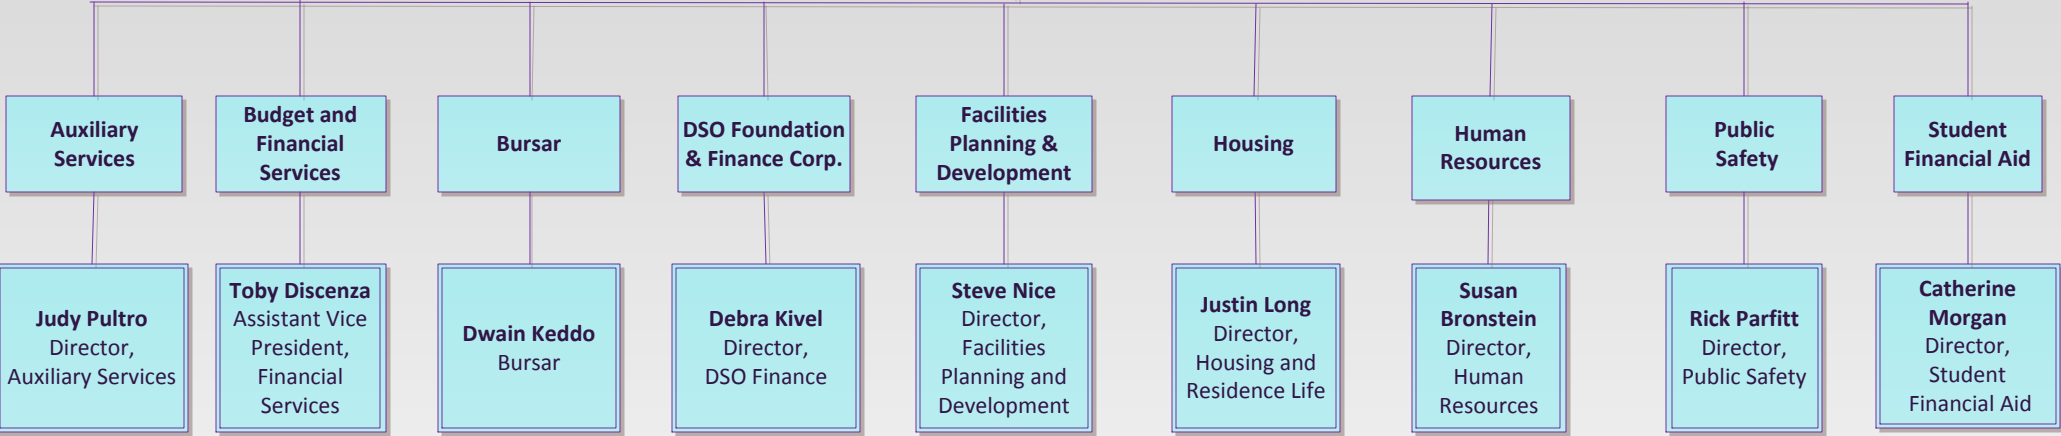 Auxiliary
Services
Budget and
Financial
Services
Bursar
DSO Foundation
& Finance Corp.
Facilities
Planning &
Development
Housing
Human
Resources
Public
Safety
Student
Financial Aid
Judy Pultro
Director,
Auxiliary Services
Toby Discenza
Assistant Vice
President,
Financial
Services
Dwain Keddo
Bursar
Debra Kivel
Director,
DSO Finance
Steve Nice
Director,
Facilities
Planning and
Development
Justin Long
Director,
Housing and
Residence Life
Susan
Bronstein
Director,
Human
Resources
Rick Parfitt
Director,
Public Safety
Catherine
Morgan
Director,
Student
Financial Aid